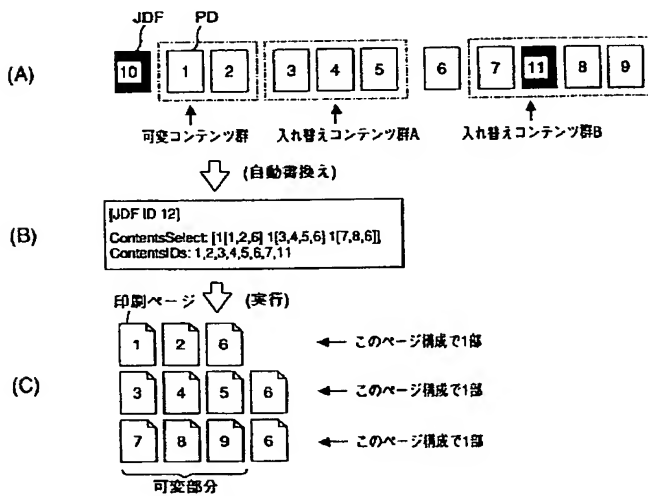 JDF PD
(A)
10 1 2 3 4 5 6 7 11 8 9
可変コンテンツ群 入れ替えコンテンツ群A 入れ替えコンテンツ群B
(自動書換え)
(B)
[JDF ID 12]
ContentsSelect: [1[1,2,6] 1[3,4,5,6] 1[7,8,6]],
ContentsIDs: 1,2,3,4,5,6,7,11
印刷ページ (実行)
(C)
1 2 6 このページ構成で1部
3 4 5 6 このページ構成で1部
7 8 9 6 このページ構成で1部
可変部分